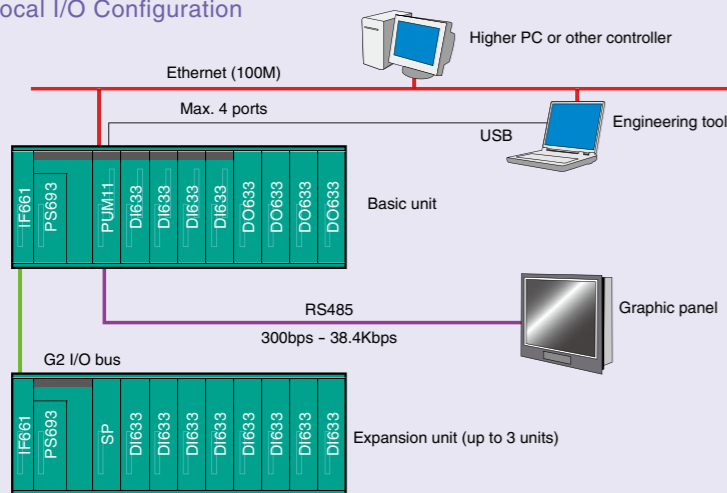 ocal I/O Configuration
Higher PC or other controller
Ethernet (100M)
Max. 4 ports
USB
Engineering tool
IF661
PS693
PUM11
DI633
DI633
DI633
DI633
DO633
DO633
DO633
DO633
Basic unit
RS485
300bps - 38.4Kbps
Graphic panel
G2 I/O bus
IF661
PS693
SP
DI633
DI633
DI633
DI633
DI633
DI633
DI633
DI633
Expansion unit (up to 3 units)